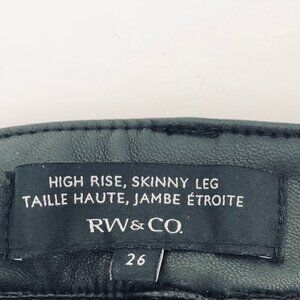 HIGH RISE, SKINNY LEG
TAILLE HAUTE, JAMBE ÉTROITE
RW&CO.
26